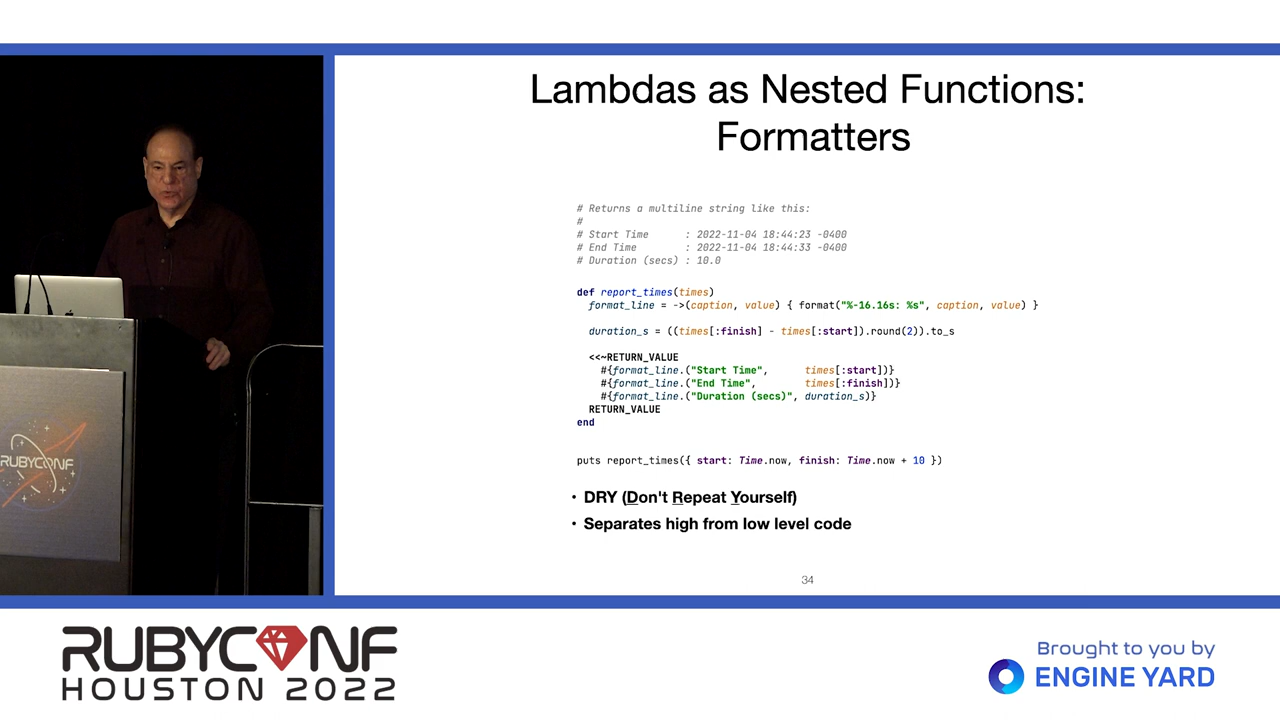 Lambdas as Nested Functions:
Formatters
# Returns a multiline string like this:
#
# Start Time      : 2022-11-04 18:44:23 -0400
# End Time        : 2022-11-04 18:44:33 -0400
# Duration (secs) : 10.0
def report_times(times)
  format_line = ->(caption, value) { format("%-16.16s: %s", caption, value) }
  duration_s = ((times[:finish] - times[:start]).round(2)).to_s
  <<~RETURN_VALUE
    #{format_line.("Start Time",      times[:start])}
    #{format_line.("End Time",        times[:finish])}
    #{format_line.("Duration (secs)", duration_s)}
  RETURN_VALUE
end
puts report_times({ start: Time.now, finish: Time.now + 10 })
• DRY (Don't Repeat Yourself)
• Separates high from low level code
34
RUBYCONF
RUBYCONF
HOUSTON 2022
Brought to you by
ENGINE YARD